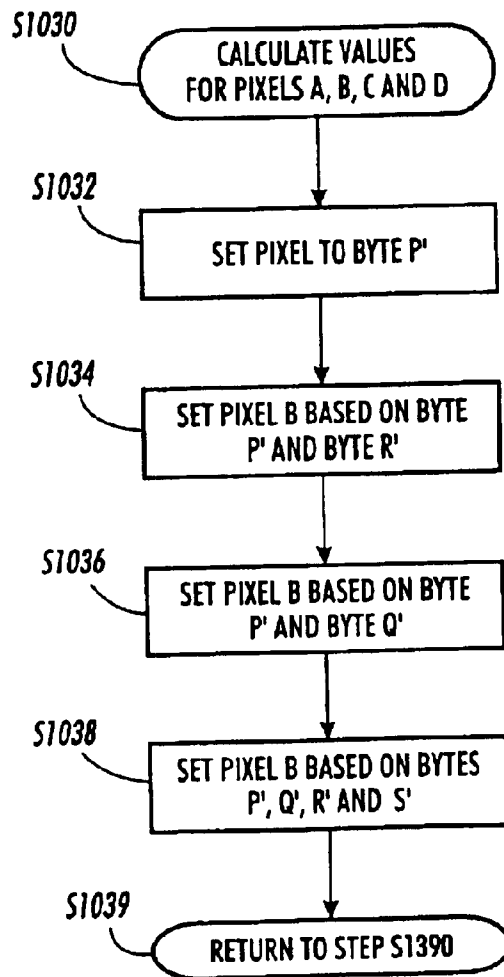 S1030
CALCULATE VALUES
FOR PIXELS A, B, C AND D
S1032
SET PIXEL TO BYTE P'
S1034
SET PIXEL B BASED ON BYTE
P' AND BYTE R'
S1036
SET PIXEL B BASED ON BYTE
P' AND BYTE Q'
S1038
SET PIXEL B BASED ON BYTES
P', Q', R' AND S'
S1039
RETURN TO STEP S1390